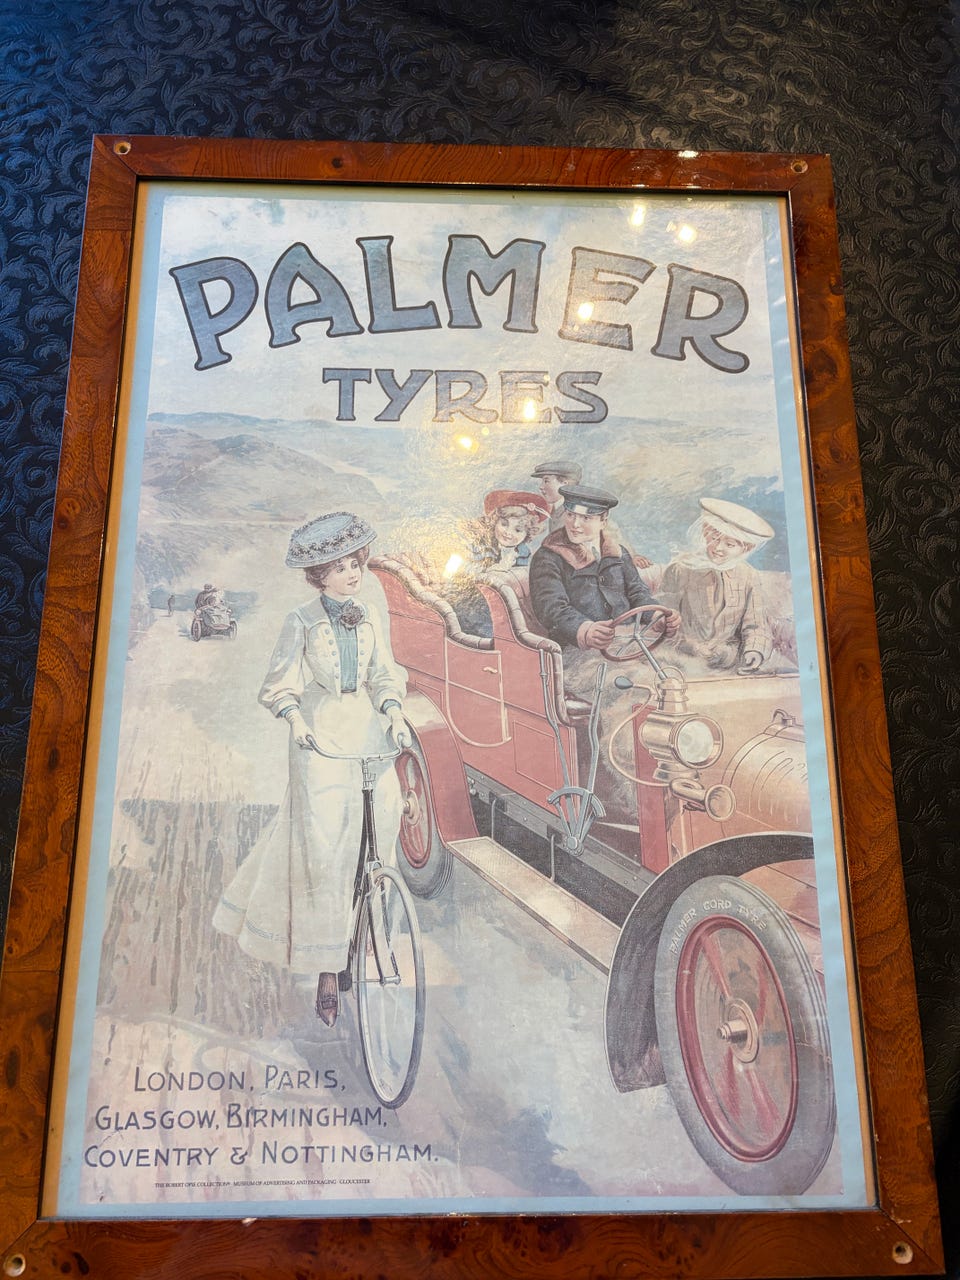 PALMER
TYRES
PALMER CORD TYRE
LONDON, PARIS,
GLASGOW, BIRMINGHAM,
COVENTRY & NOTTINGHAM.
THE ROBERT OPIE COLLECTION® MUSEUM OF ADVERTISING AND PACKAGING GLOUCESTER